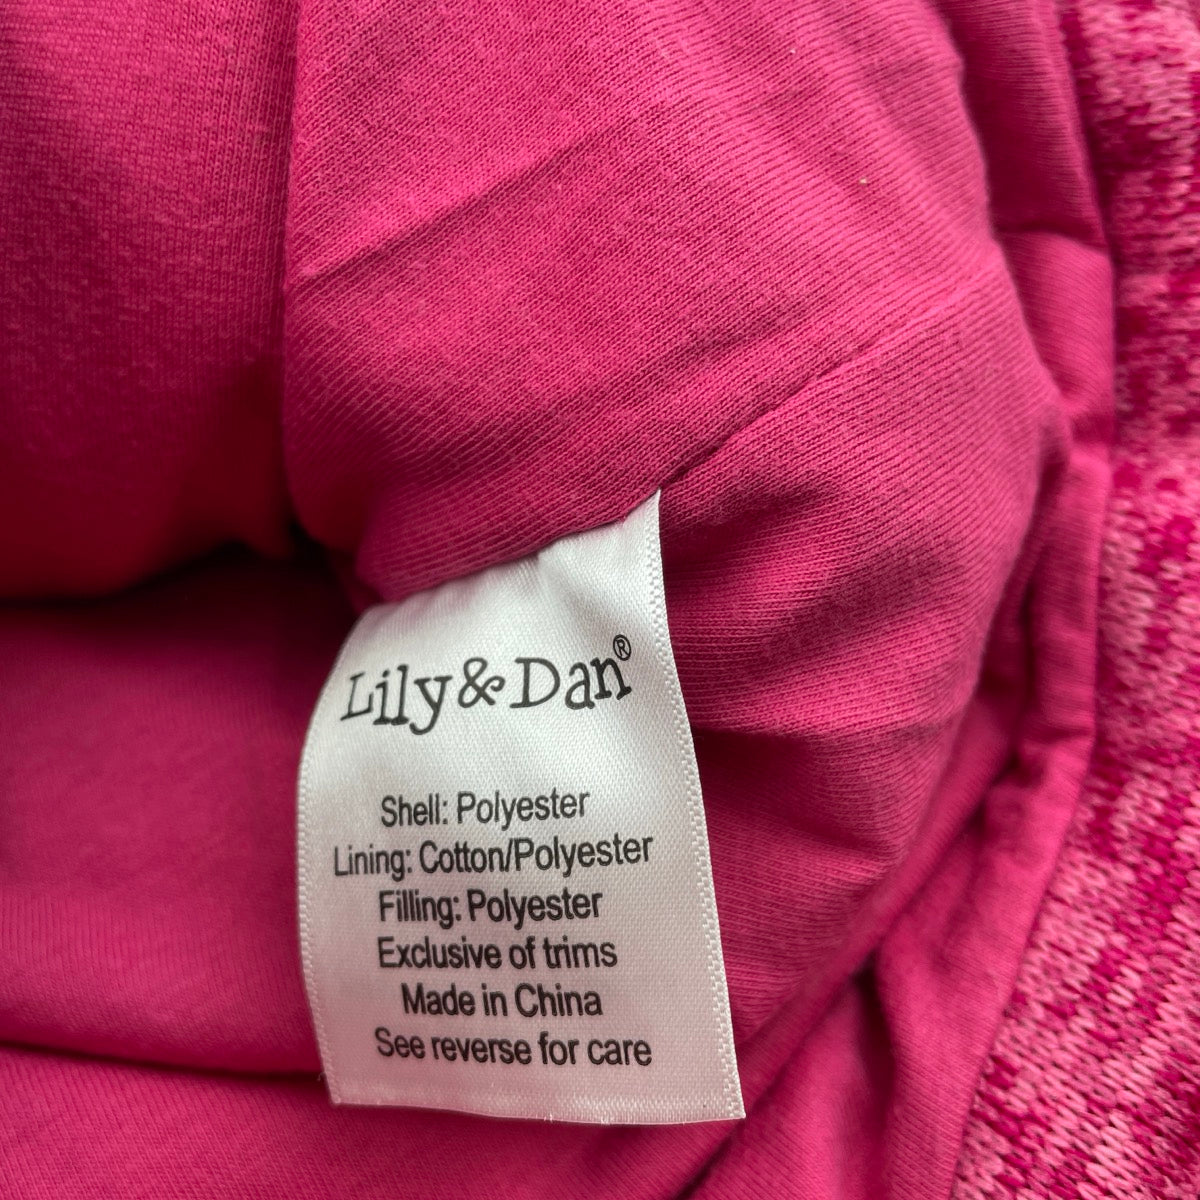 Lily & Dan®
Shell: Polyester
Lining: Cotton/Polyester
Filling: Polyester
Exclusive of trims
Made in China
See reverse for care